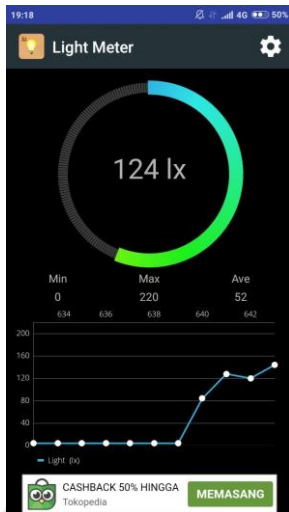 19:18 4G 50%
Light Meter
124 lx
Min Max Ave
0 220 52
634 636 638 640 642
200
160
120
80
40
0
Light (lx)
CASHBACK 50% HINGGA
Tokopedia
MEMASANG